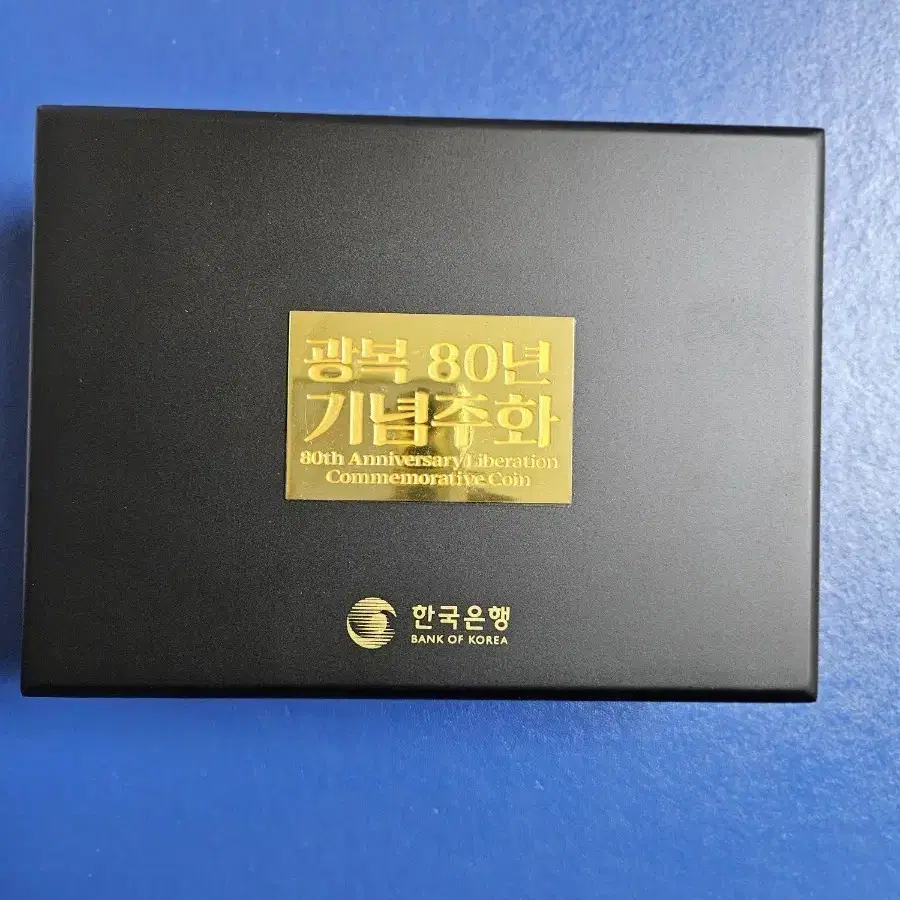 광복 80년
기념주화
80th Anniversary Liberation
Commemorative Coin
한국은행
BANK OF KOREA